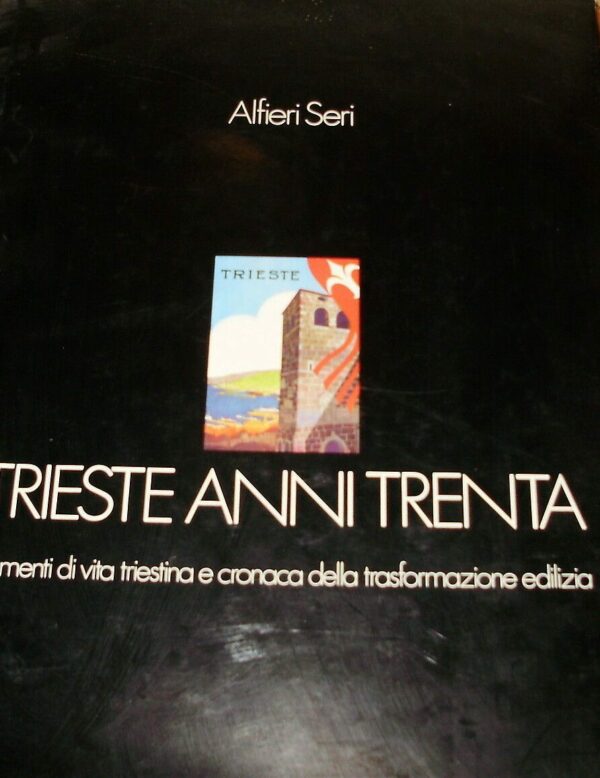 Alfieri Seri
TRIESTE
TRIESTE ANNI TRENTA
menti di vita triestina e cronaca della trasformazione edilizia